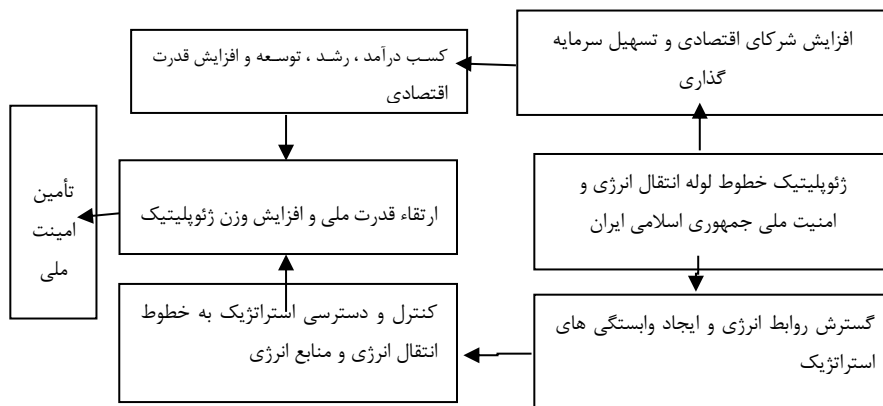 افزایش شرکای اقتصادی و تسهیل سرمایه
گذاری
کسب درآمد ، رشد ، توسعه و افزایش قدرت
اقتصادی
ژئوپلیتیک خطوط لوله انتقال انرژی و
امنیت ملی جمهوری اسلامی ایران
ارتقاء قدرت ملی و افزایش وزن ژئوپلیتیک
تأمین
امینت
ملی
گسترش روابط انرژی و ایجاد وابستگی های
استراتژیک
کنترل و دسترسی استراتژیک به خطوط
انتقال انرژی و منابع انرژی